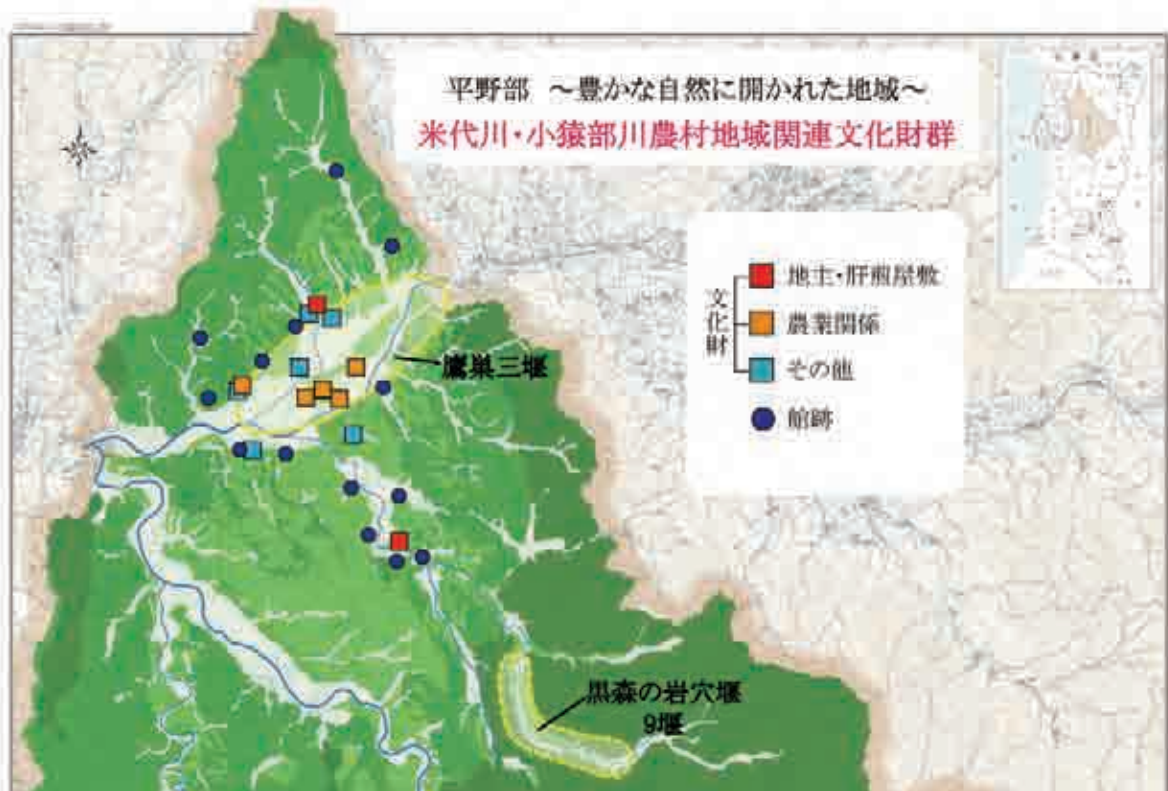 平野部 ～豊かな自然に開かれた地域～
米代川・小猿部川農村地域関連文化財群
文化財
地主・肝煎屋敷
農業関係
その他
館跡
鷹巣三堰
黒森の岩穴堰
9堰